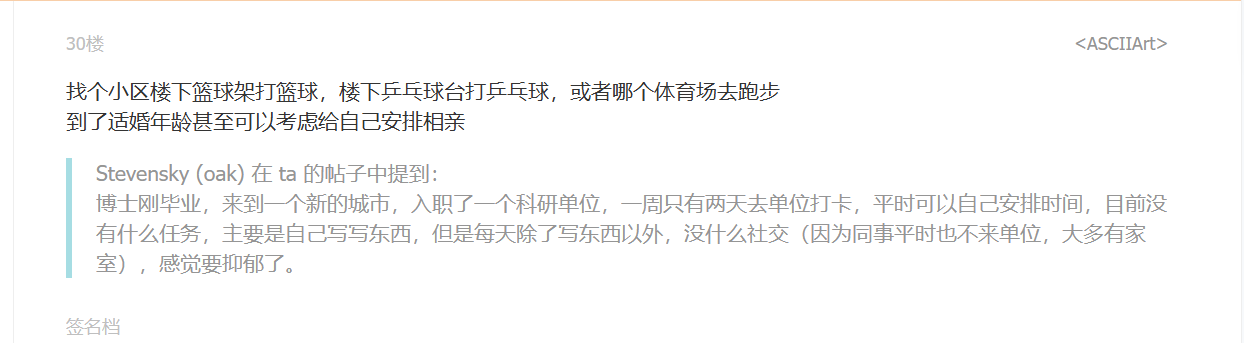 30楼
<ASCIIArt>
找个小区楼下篮球架打篮球，楼下乒乓球台打乒乓球，或者哪个体育场去跑步
到了适婚年龄甚至可以考虑给自己安排相亲
Stevensky (oak) 在 ta 的帖子中提到：
博士刚毕业，来到一个新的城市，入职了一个科研单位，一周只有两天去单位打卡，平时可以自己安排时间，目前没
有什么任务，主要是自己写写东西，但是每天除了写东西以外，没什么社交（因为同事平时也不来单位，大多有家
室），感觉要抑郁了。
签名档